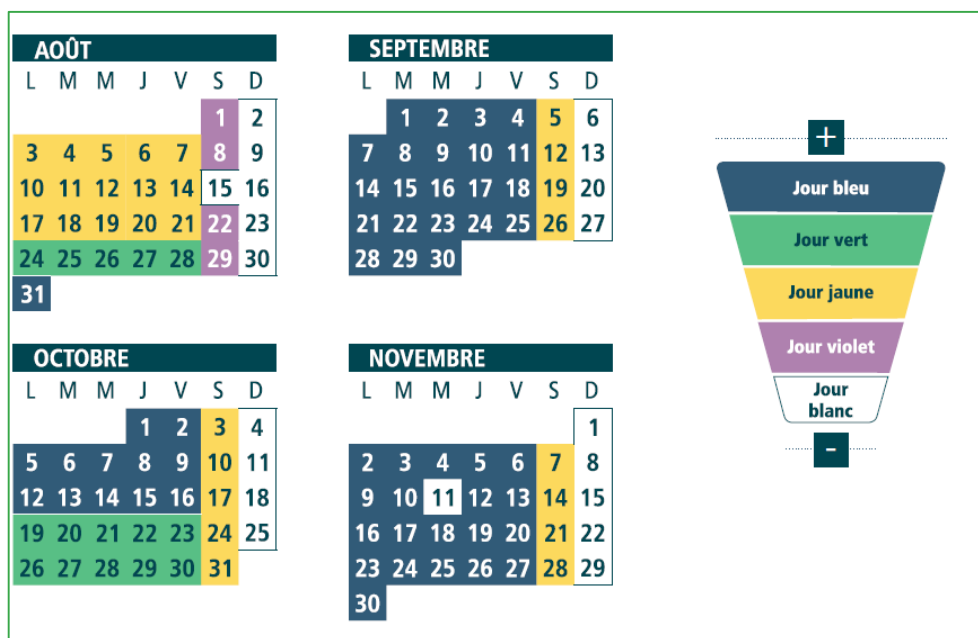 AOÛT
L M M J V S D
1 2
3 4 5 6 7 8 9
10 11 12 13 14 15 16
17 18 19 20 21 22 23
24 25 26 27 28 29 30
31
SEPTEMBRE
L M M J V S D
1 2 3 4 5 6
7 8 9 10 11 12 13
14 15 16 17 18 19 20
21 22 23 24 25 26 27
28 29 30
OCTOBRE
L M M J V S D
1 2 3 4
5 6 7 8 9 10 11
12 13 14 15 16 17 18
19 20 21 22 23 24 25
26 27 28 29 30 31
NOVEMBRE
L M M J V S D
1
2 3 4 5 6 7 8
9 10 11 12 13 14 15
16 17 18 19 20 21 22
23 24 25 26 27 28 29
30
+
Jour bleu
Jour vert
Jour jaune
Jour violet
Jour
blanc
-